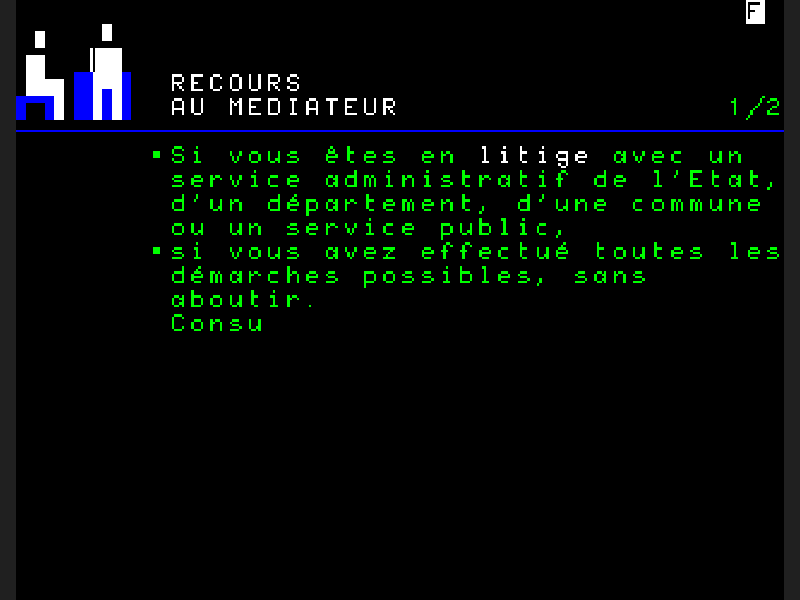 F
RECOURS
AU MEDIATEUR 1/2
▪Si vous êtes en litige avec un
service administratif de l'Etat,
d'un département, d'une commune
ou un service public,
▪si vous avez effectué toutes les
démarches possibles, sans
aboutir.
Consu